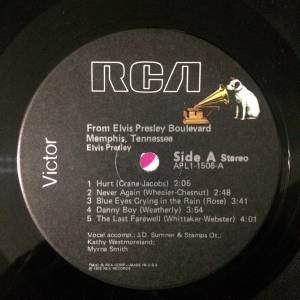 RCA
Victor
From Elvis Presley Boulevard
Memphis, Tennessee
Elvis Presley
Side A Stereo
APL1-1506-A
1 Hurt (Crane-Jacobs) 2:05
2 Never Again (Wheeler-Chesnut) 2:48
3 Blue Eyes Crying in the Rain (Rose) 3:41
4 Danny Boy (Weatherly) 3:54
5 The Last Farewell (Whittaker-Webster) 4:01
Vocal accomp.: J.D. Sumner & Stamps Qt.;
Kathy Westmoreland;
Myrna Smith